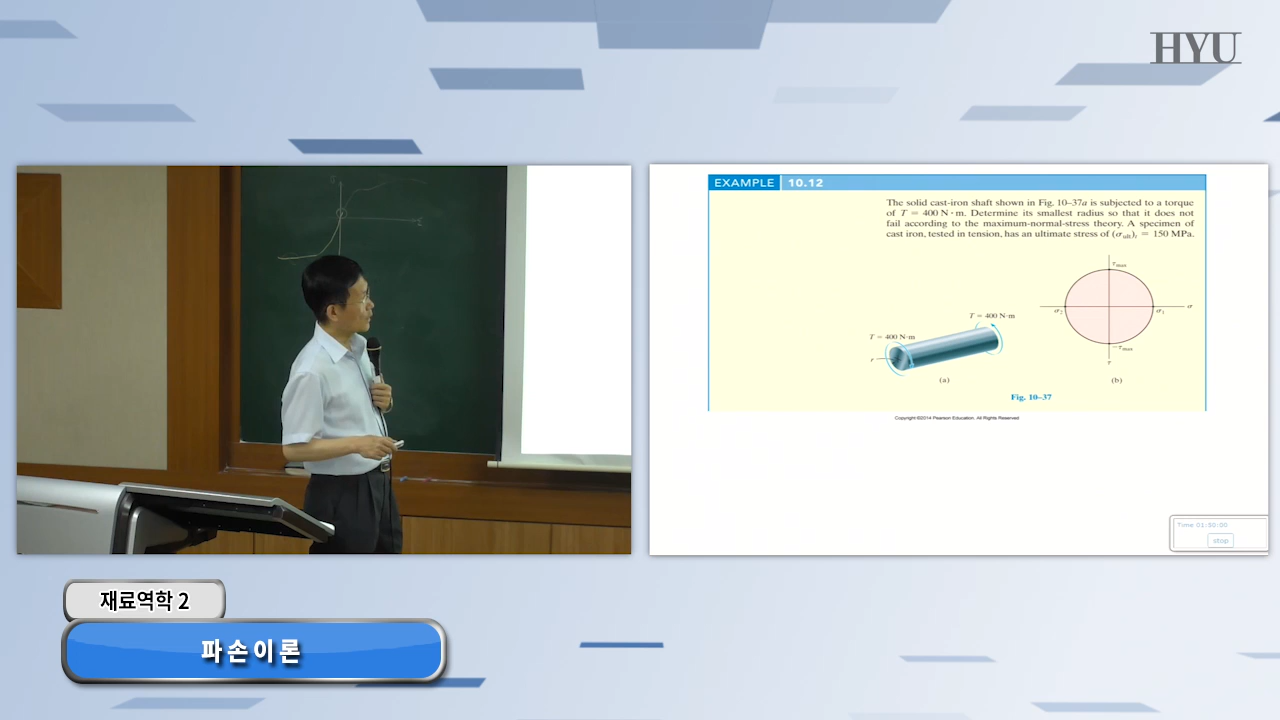 HYU
EXAMPLE 10.12
The solid cast-iron shaft shown in Fig. 10–37a is subjected to a torque
of T = 400 N · m. Determine its smallest radius so that it does not
fail according to the maximum-normal-stress theory. A specimen of
cast iron, tested in tension, has an ultimate stress of (σult)t = 150 MPa.
τmax
σ
σ2
σ1
−τmax
τ
T = 400 N·m
T = 400 N·m
r
(a)
(b)
Fig. 10–37
Copyright ©2014 Pearson Education, All Rights Reserved
Time 01:50:00
stop
재료역학 2
파손이론